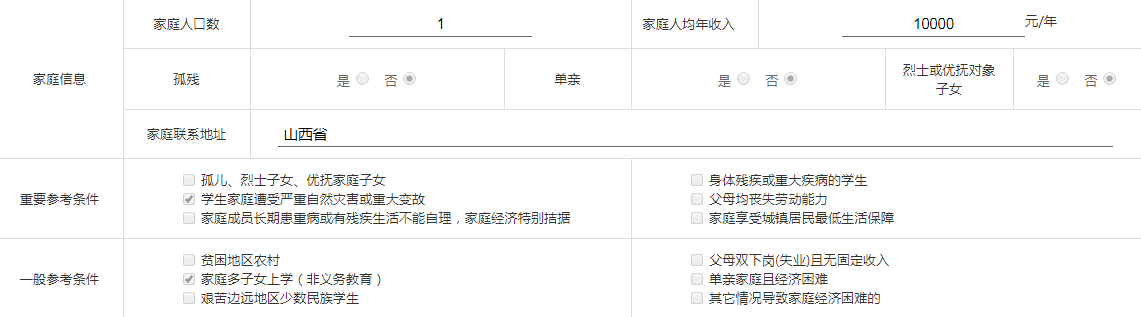 家庭人口数 1 家庭人均年收入 10000 元/年
家庭信息 孤残 是 否 单亲 是 否 烈士或优抚对象
子女 是 否
家庭联系地址 山西省
重要参考条件
孤儿、烈士子女、优抚家庭子女
学生家庭遭受严重自然灾害或重大变故
家庭成员长期患重病或有残疾生活不能自理，家庭经济特别拮据
身体残疾或重大疾病的学生
父母均丧失劳动能力
家庭享受城镇居民最低生活保障
一般参考条件
贫困地区农村
家庭多子女上学（非义务教育）
艰苦边远地区少数民族学生
父母双下岗(失业)且无固定收入
单亲家庭且经济困难
其它情况导致家庭经济困难的